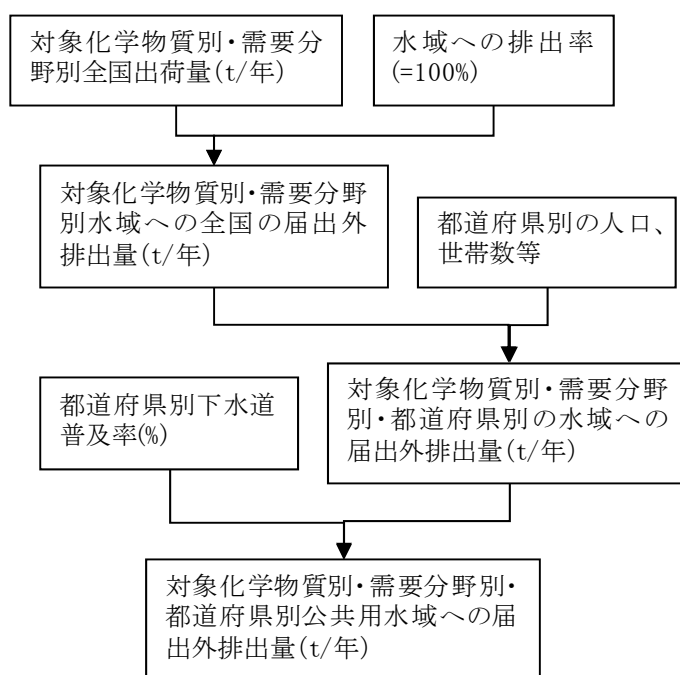 対象化学物質別・需要分
野別全国出荷量(t/年)
水域への排出率
(=100%)
対象化学物質別・需要分野
別水域への全国の届出外
排出量(t/年)
都道府県別の人口、
世帯数等
都道府県別下水道
普及率(%)
対象化学物質別・需要分野
別・都道府県別の水域への
届出外排出量(t/年)
対象化学物質別・需要分野別・
都道府県別公共用水域への届
出外排出量(t/年)